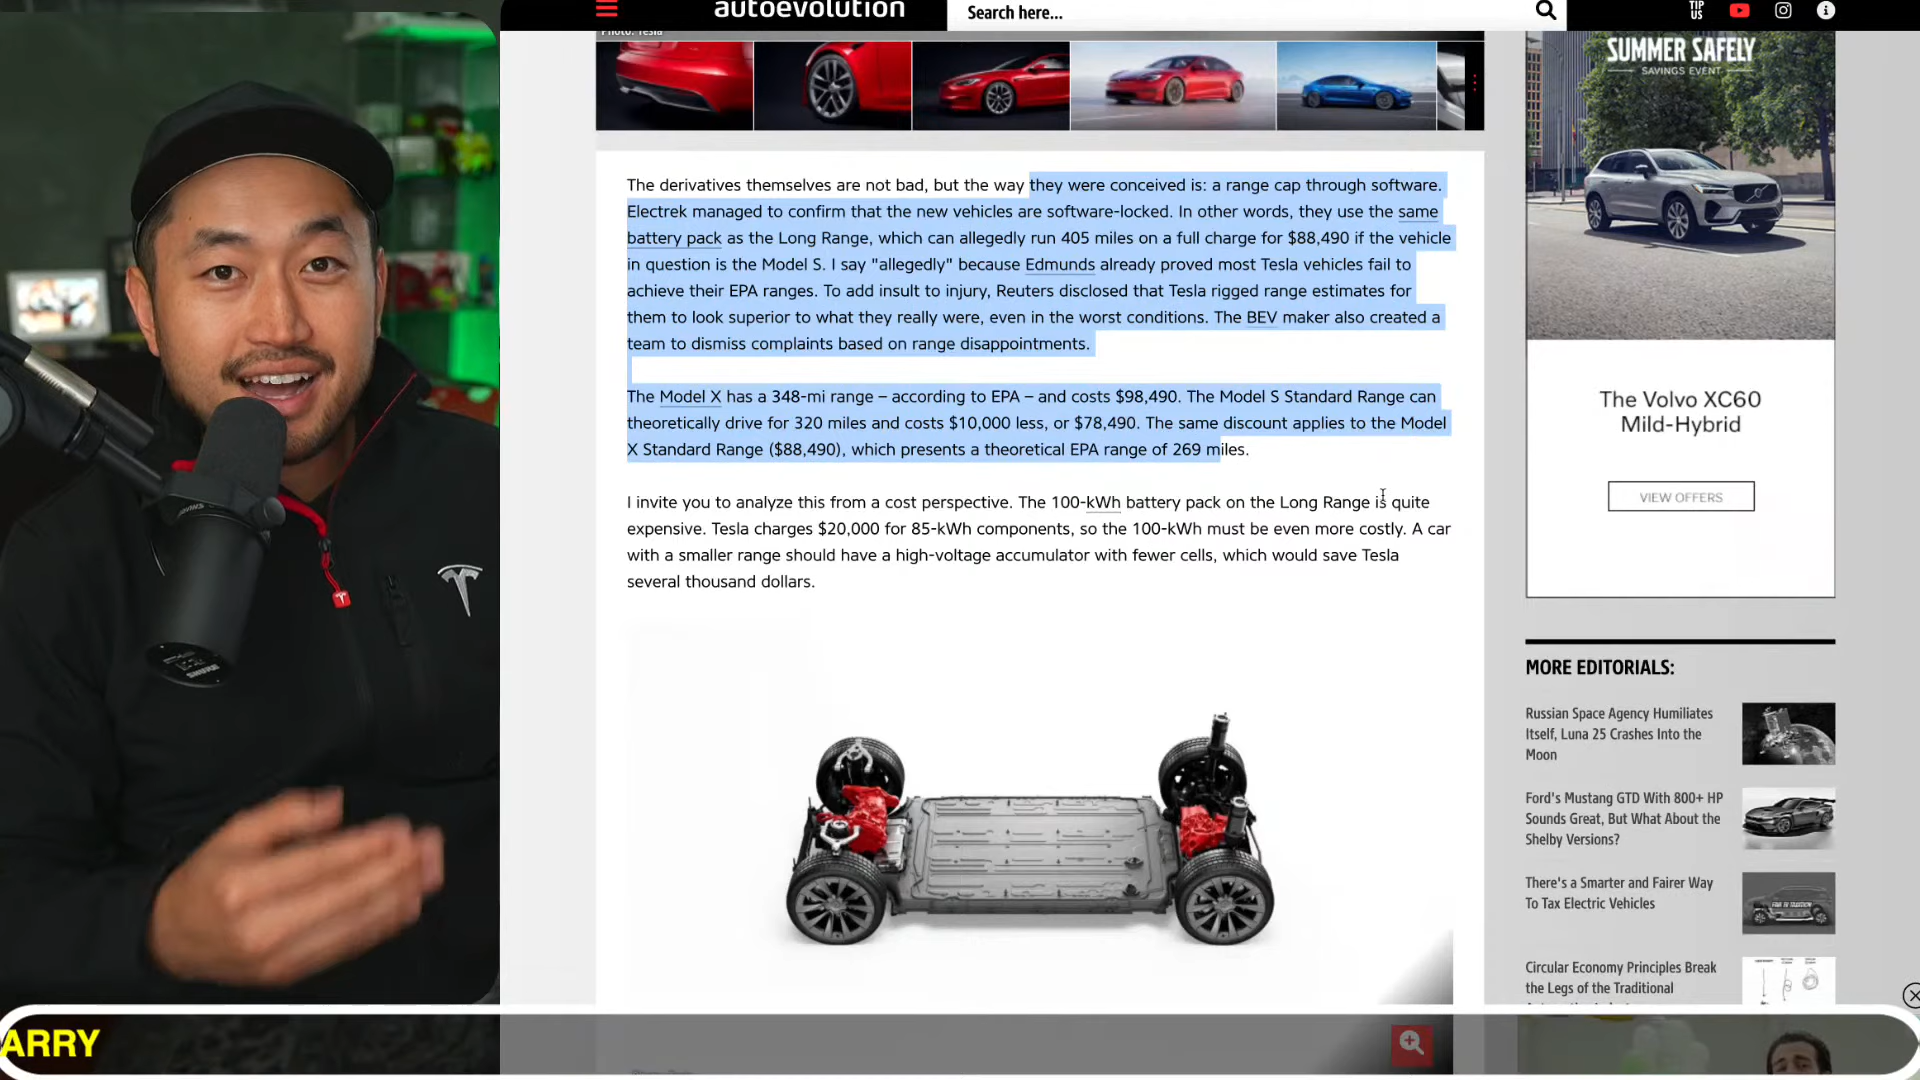 autoevolution
Search here...
TIP
US
Photo: Tesla
SUMMER SAFELY
SAVINGS EVENT
The derivatives themselves are not bad, but the way they were conceived is: a range cap through software.
Electrek managed to confirm that the new vehicles are software-locked. In other words, they use the same
battery pack as the Long Range, which can allegedly run 405 miles on a full charge for $88,490 if the vehicle
in question is the Model S. I say "allegedly" because Edmunds already proved most Tesla vehicles fail to
achieve their EPA ranges. To add insult to injury, Reuters disclosed that Tesla rigged range estimates for
them to look superior to what they really were, even in the worst conditions. The BEV maker also created a
team to dismiss complaints based on range disappointments.
The Model X has a 348-mi range – according to EPA – and costs $98,490. The Model S Standard Range can
theoretically drive for 320 miles and costs $10,000 less, or $78,490. The same discount applies to the Model
X Standard Range ($88,490), which presents a theoretical EPA range of 269 miles.
I invite you to analyze this from a cost perspective. The 100-kWh battery pack on the Long Range is quite
expensive. Tesla charges $20,000 for 85-kWh components, so the 100-kWh must be even more costly. A car
with a smaller range should have a high-voltage accumulator with fewer cells, which would save Tesla
several thousand dollars.
The Volvo XC60
Mild-Hybrid
VIEW OFFERS
MORE EDITORIALS:
Russian Space Agency Humiliates
Itself, Luna 25 Crashes Into the
Moon
Ford's Mustang GTD With 800+ HP
Sounds Great, But What About the
Shelby Versions?
There's a Smarter and Fairer Way
To Tax Electric Vehicles
Circular Economy Principles Break
the Legs of the Traditional
SHURE
ARRY